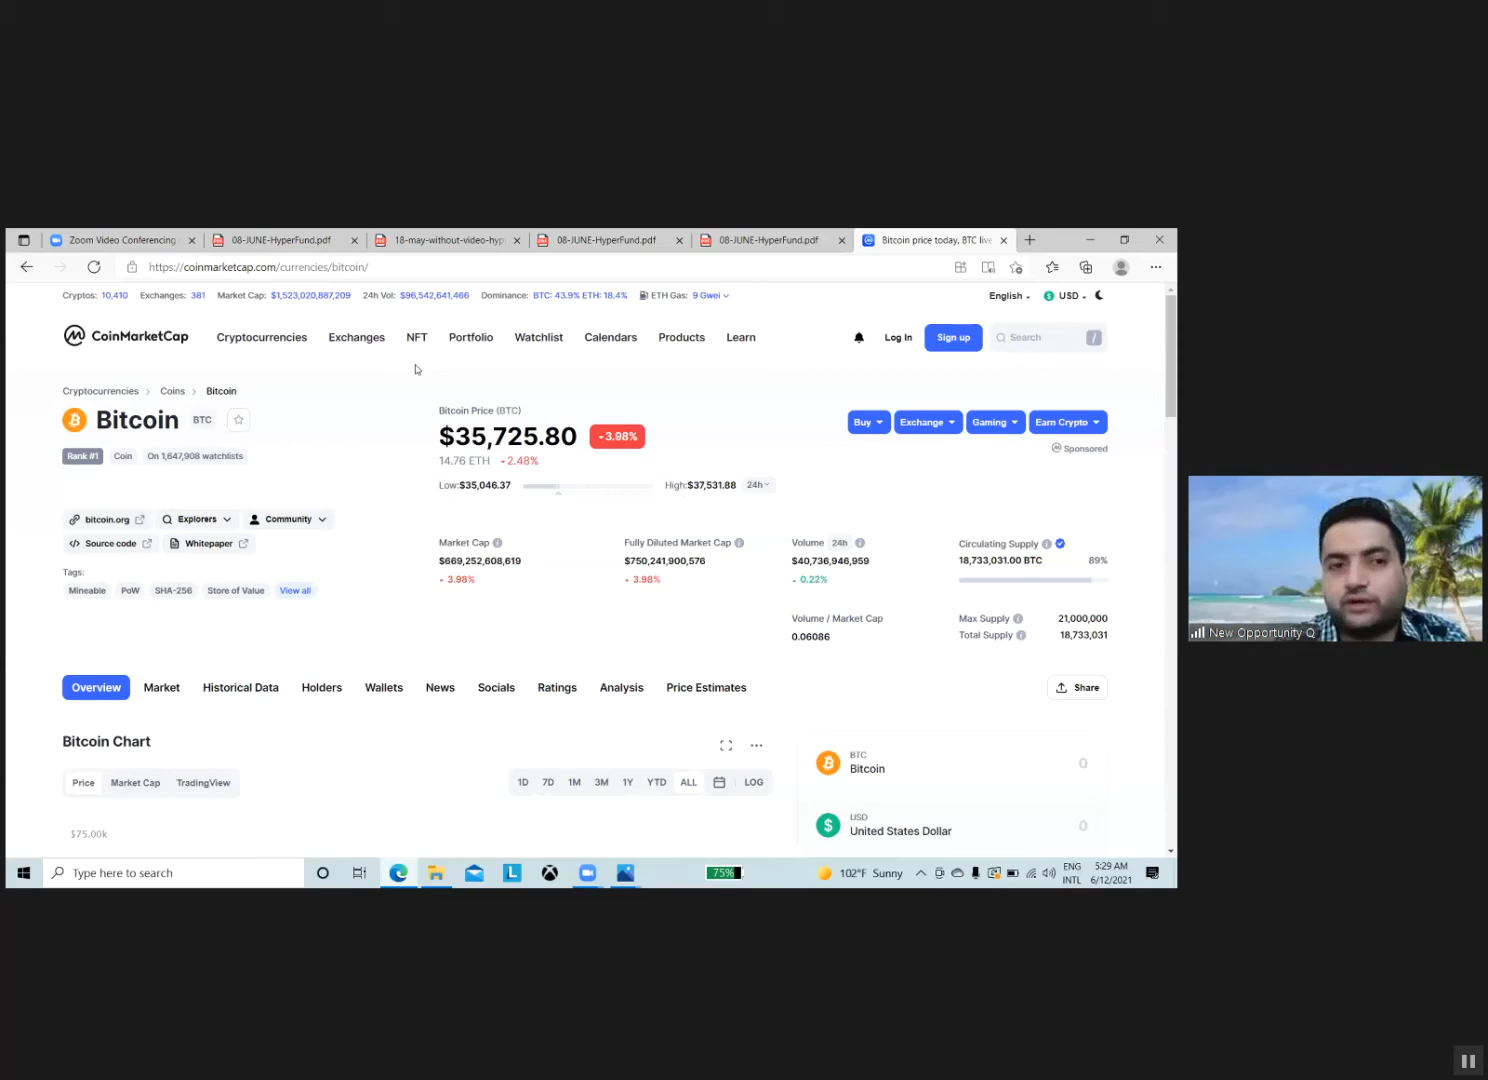 Zoom Video Conferencing
08-JUNE-HyperFund.pdf
18-may-without-video-hyp
08-JUNE-HyperFund.pdf
08-JUNE-HyperFund.pdf
Bitcoin price today, BTC live
https://coinmarketcap.com/currencies/bitcoin/
Cryptos: 10,410 Exchanges: 381 Market Cap: $1,523,020,887,209 24h Vol: $96,542,641,466 Dominance: BTC: 43.9% ETH: 18.4% ETH Gas: 9 Gwei English USD
CoinMarketCap Cryptocurrencies Exchanges NFT Portfolio Watchlist Calendars Products Learn Log In Sign up Search /
Cryptocurrencies > Coins > Bitcoin
Bitcoin BTC
Rank #1 Coin On 1,647,908 watchlists
bitcoin.org Explorers Community
Source code Whitepaper
Tags:
Mineable PoW SHA-256 Store of Value View all
Bitcoin Price (BTC)
$35,725.80 3.98%
14.76 ETH 2.48%
Low:$35,046.37 High:$37,531.88 24h
Buy Exchange Gaming Earn Crypto
Sponsored
Market Cap
$669,252,608,619
3.98%
Fully Diluted Market Cap
$750,241,900,576
3.98%
Volume 24h
$40,736,946,959
0.22%
Volume / Market Cap
0.06086
Circulating Supply
18,733,031.00 BTC 89%
Max Supply 21,000,000
Total Supply 18,733,031
New Opportunity Q
Overview Market Historical Data Holders Wallets News Socials Ratings Analysis Price Estimates Share
Bitcoin Chart
Price Market Cap TradingView 1D 7D 1M 3M 1Y YTD ALL LOG
$75.00k
BTC
Bitcoin 0
USD
United States Dollar 0
Type here to search
75%
102°F Sunny
ENG
INTL
5:29 AM
6/12/2021